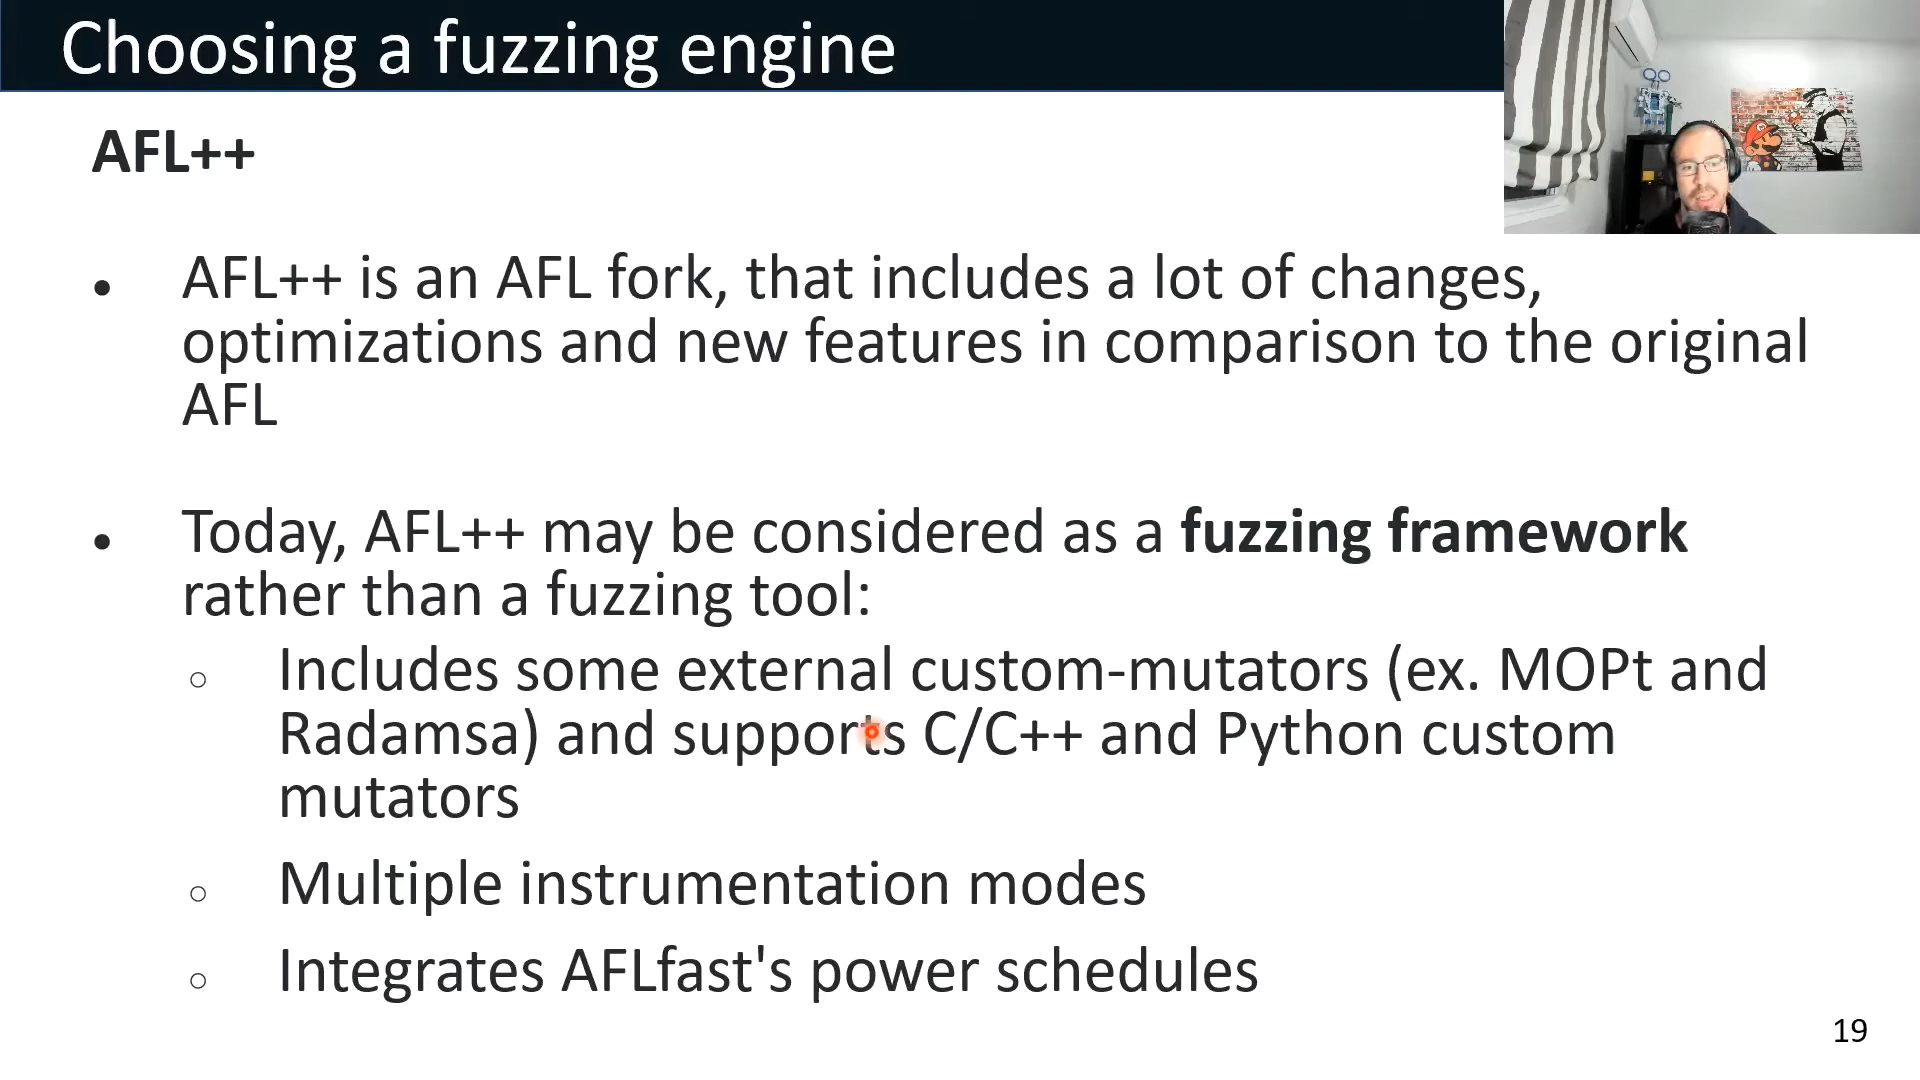 Choosing a fuzzing engine
AFL++
• AFL++ is an AFL fork, that includes a lot of changes,
optimizations and new features in comparison to the original
AFL
• Today, AFL++ may be considered as a fuzzing framework
rather than a fuzzing tool:
○ Includes some external custom-mutators (ex. MOPt and
Radamsa) and supports C/C++ and Python custom
mutators
○ Multiple instrumentation modes
○ Integrates AFLfast's power schedules
19